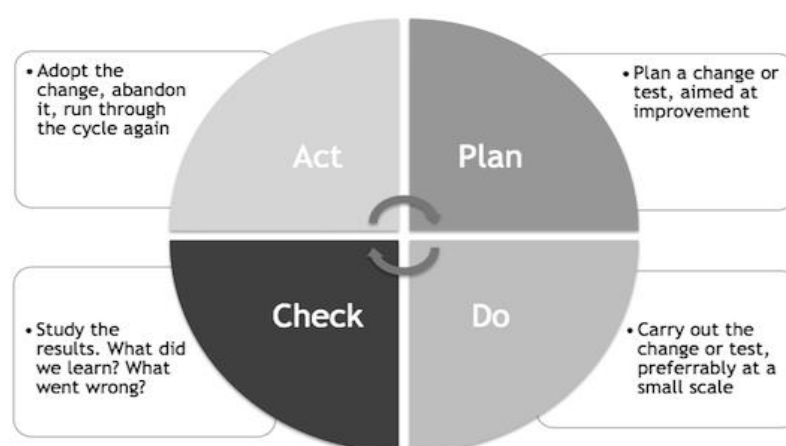 • Adopt the
change, abandon
it, run through
the cycle again
Act
Plan
• Plan a change or
test, aimed at
improvement
• Study the
results. What did
we learn? What
went wrong?
Check
Do
• Carry out the
change or test,
preferrably at a
small scale